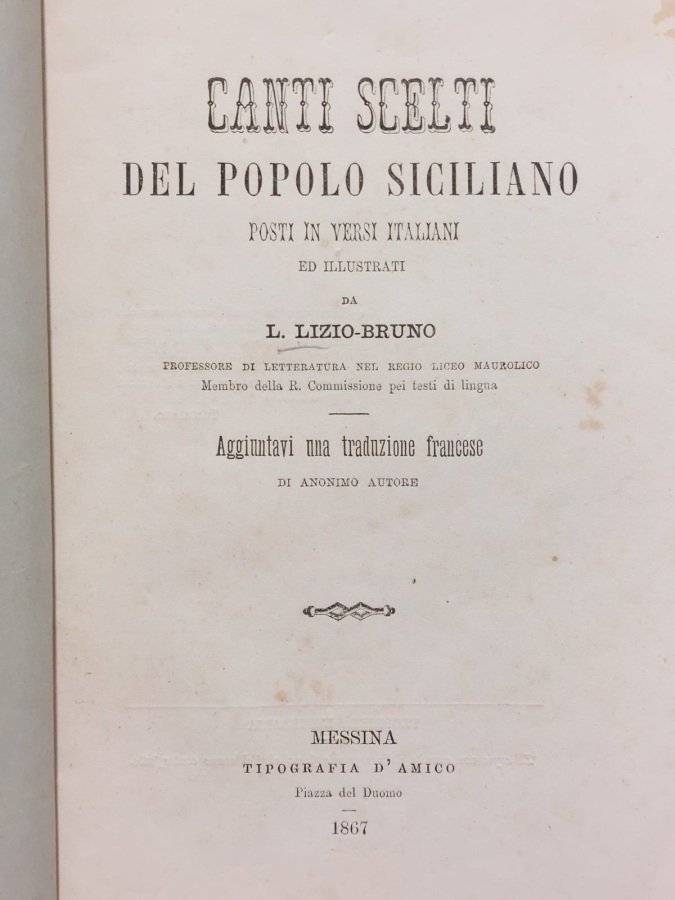 CANTI SCELTI
DEL POPOLO SICILIANO
POSTI IN VERSI ITALIANI
ED ILLUSTRATI
DA
L. LIZIO-BRUNO
PROFESSORE DI LETTERATURA NEL REGIO LICEO MAUROLICO
Membro della R. Commissione pei testi di lingua
Aggiuntavi una traduzione francese
DI ANONIMO AUTORE
MESSINA
TIPOGRAFIA D'AMICO
Piazza del Duomo
1867